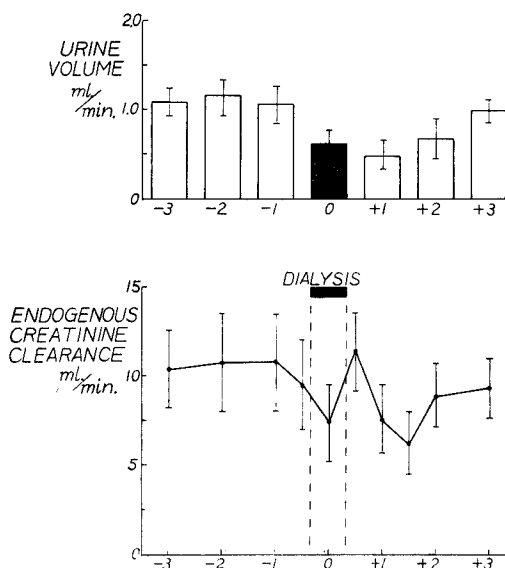 2.0
URINE
VOLUME
ml/min.
1.0
0
-3 -2 -1 0 +1 +2 +3
DIALYSIS
15
ENDOGENOUS
CREATININE
CLEARANCE
ml/min.
10
5
0
-3 -2 -1 0 +1 +2 +3